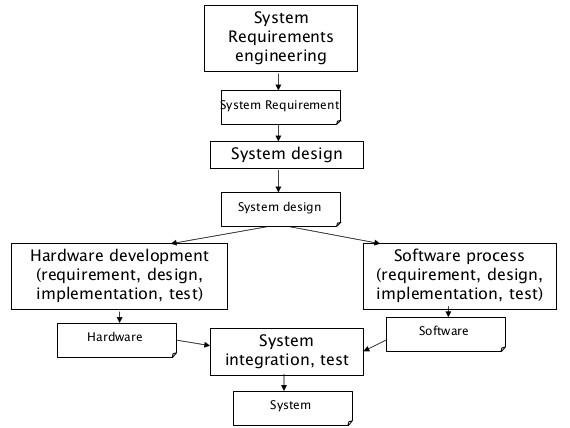 System
Requirements
engineering
System Requirement
System design
System design
Hardware development
(requirement, design,
implementation, test)
Software process
(requirement, design,
implementation, test)
Hardware
Software
System
integration, test
System